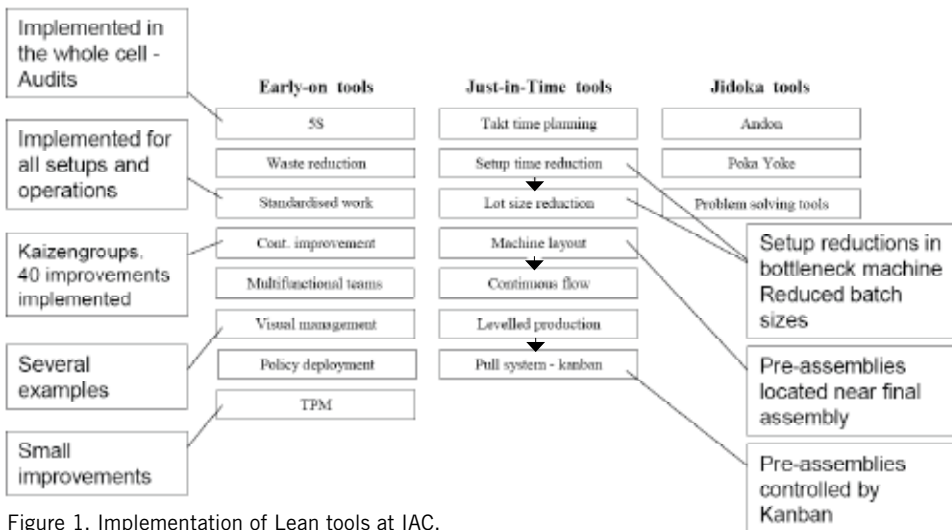 Implemented in
the whole cell -
Audits
Implemented for
all setups and
operations
Kaizengroups.
40 improvements
implemented
Several
examples
Small
improvements
Early-on tools
5S
Waste reduction
Standardised work
Cont. improvement
Multifunctional teams
Visual management
Policy deployment
TPM
Just-in-Time tools
Takt time planning
Setup time reduction
Lot size reduction
Machine layout
Continuous flow
Levelled production
Pull system - kanban
Jidoka tools
Andon
Poka Yoke
Problem solving tools
Setup reductions in
bottleneck machine
Reduced batch
sizes
Pre-assemblies
located near final
assembly
Pre-assemblies
controlled by
Kanban
Figure 1. Implementation of Lean tools at IAC.